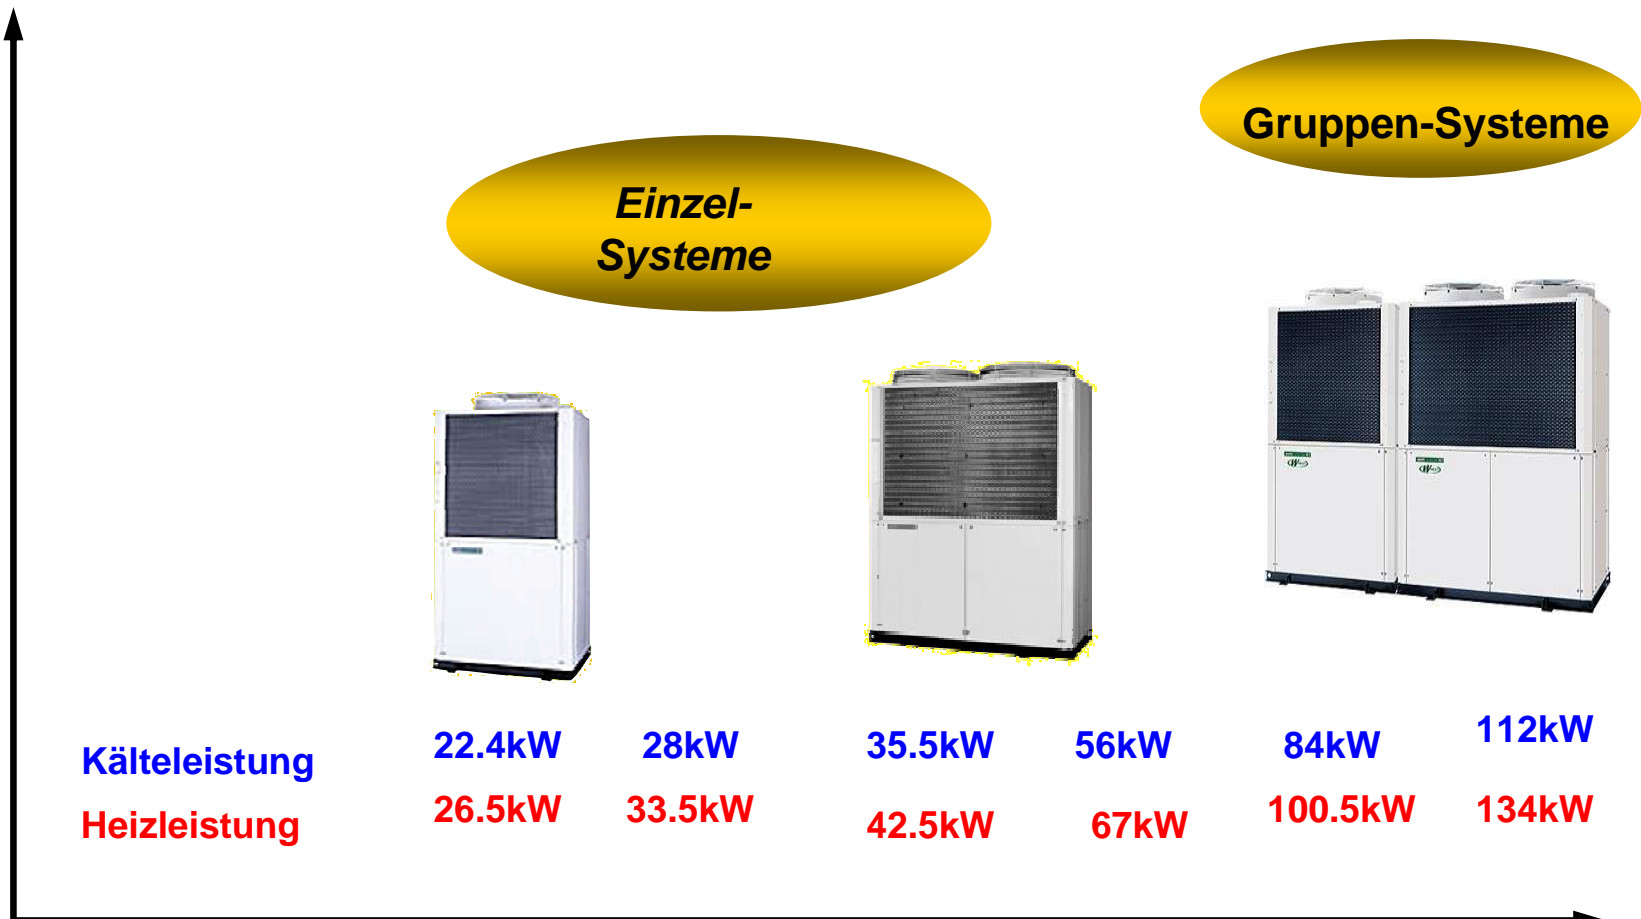 Gruppen-Systeme
Einzel-
Systeme
Kälteleistung 22.4kW 28kW 35.5kW 56kW 84kW 112kW
Heizleistung 26.5kW 33.5kW 42.5kW 67kW 100.5kW 134kW